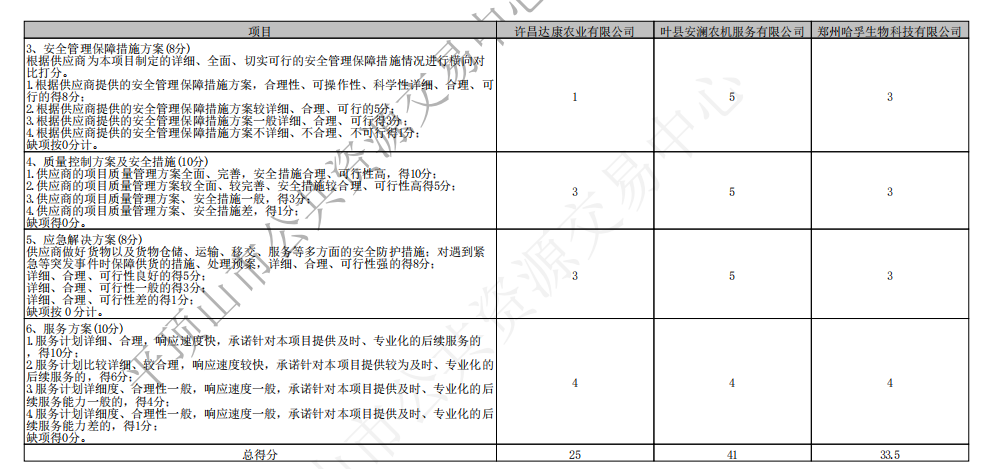 项目 许昌达康农业有限公司 叶县安澜农机服务有限公司 郑州哈孚生物科技有限公司
3、安全管理保障措施方案(8分)
根据供应商为本项目制定的详细、全面、切实可行的安全管理保障措施情况进行横向对
比打分。
1.根据供应商提供的安全管理保障措施方案，合理性、可操作性、科学性详细、合理、可
行的得8分；
2.根据供应商提供的安全管理保障措施方案较详细、合理、可行的5分；
3.根据供应商提供的安全管理保障措施方案一般详细、合理、可行得3分；
4.根据供应商提供的安全管理保障措施方案不详细、不合理、不可行得1分；
缺项按0分计。
1 5 3
4、质量控制方案及安全措施(10分)
1.供应商的项目质量管理方案全面、完善，安全措施合理、可行性高，得10分；
2.供应商的项目质量管理方案较全面、较完善、安全措施较合理、可行性高得5分；
3.供应商的项目质量管理方案、安全措施一般，得3分；
4.供应商的项目质量管理方案、安全措施差，得1分；
缺项得0分。
3 5 3
5、应急解决方案(8分)
供应商做好货物以及货物仓储、运输、移交、服务等多方面的安全防护措施；对遇到紧
急等突发事件时保障供货的措施、处理预案，详细、合理、可行性强的得8分；
详细、合理、可行性良好的得5分；
详细、合理、可行性一般的得3分；
详细、合理、可行性差的得1分；
缺项按0分计。
3 5 3
6、服务方案(10分)
1.服务计划详细、合理，响应速度快，承诺针对本项目提供及时、专业化的后续服务的
，得10分；
2.服务计划比较详细、较合理，响应速度较快，承诺针对本项目提供较为及时、专业化的
后续服务的，得6分；
3.服务计划详细度、合理性一般，响应速度一般，承诺针对本项目提供及时、专业化的后
续服务能力一般的，得4分；
4.服务计划详细度、合理性一般，响应速度一般，承诺针对本项目提供及时、专业化的后
续服务能力差的，得1分；
缺项得0分。
4 4 4
总得分 25 41 33.5
平顶山市公共资源交易中心
山市公共资源交易中心